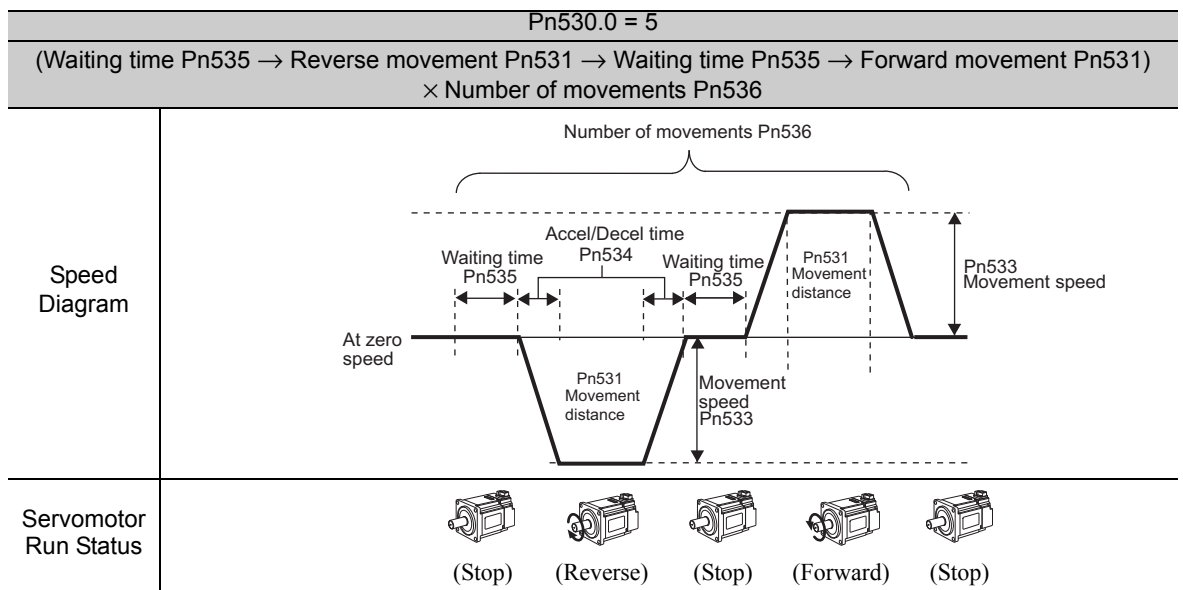 Pn530.0 = 5
(Waiting time Pn535 → Reverse movement Pn531 → Waiting time Pn535 → Forward movement Pn531)
× Number of movements Pn536
Speed
Diagram
Number of movements Pn536
Accel/Decel time
Pn534
Waiting time
Pn535
Waiting time
Pn535
Pn531
Movement
distance
Pn533
Movement speed
At zero
speed
Pn531
Movement
distance
Movement
speed
Pn533
Servomotor
Run Status
(Stop)
(Reverse)
(Stop)
(Forward)
(Stop)